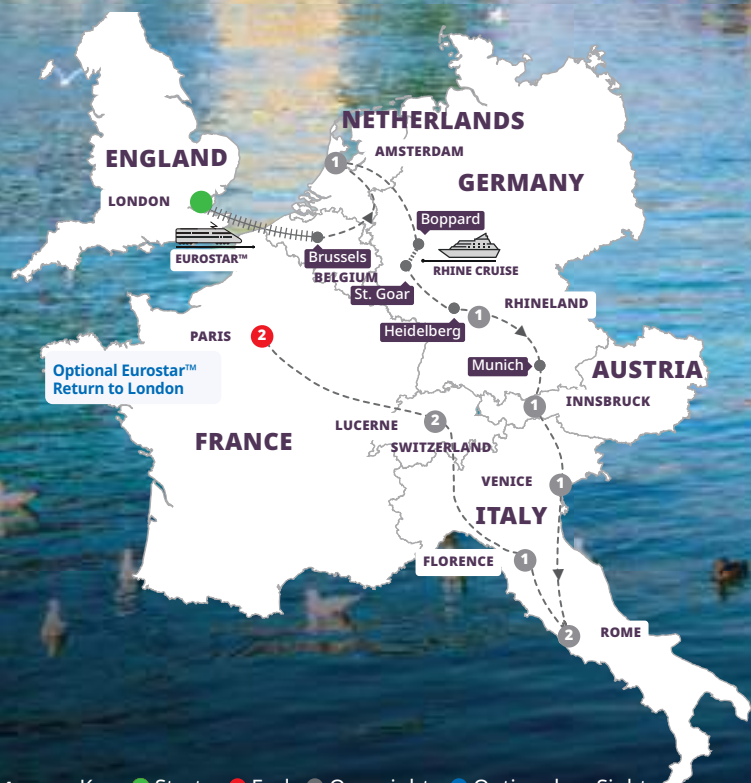 NETHERLANDS
AMSTERDAM
1
ENGLAND
LONDON
GERMANY
Boppard
EUROSTAR™
Brussels
BELGIUM
RHINE CRUISE
St. Goar
RHINELAND
1
Heidelberg
PARIS
2
Munich
AUSTRIA
Optional Eurostar™
Return to London
INNSBRUCK
1
LUCERNE
2
FRANCE
SWITZERLAND
VENICE
1
ITALY
FLORENCE
1
ROME
2